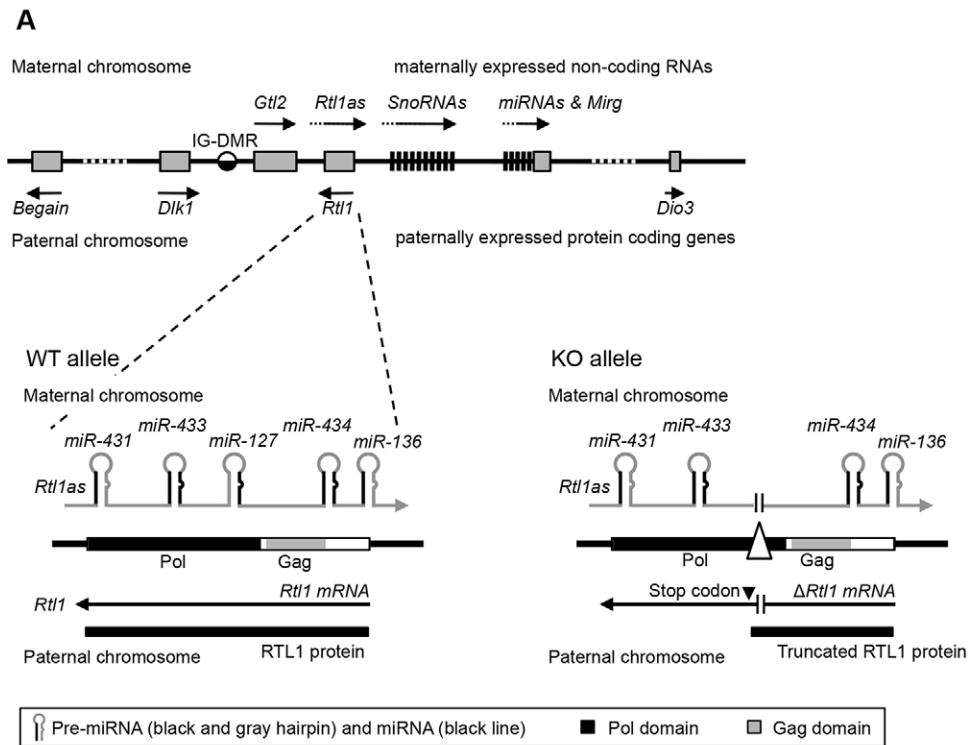 A
Maternal chromosome maternally expressed non-coding RNAs
Gtl2 Rtl1as SnoRNAs miRNAs & Mirg
IG-DMR
Begain Dlk1 Rtl1 Dio3
Paternal chromosome paternally expressed protein coding genes
WT allele
Maternal chromosome
miR-431 miR-433 miR-127 miR-434 miR-136
Rtl1as
Pol Gag
Rtl1 Rtl1 mRNA
RTL1 protein
Paternal chromosome
KO allele
Maternal chromosome
miR-431 miR-433 miR-434 miR-136
Rtl1as
Pol Gag
Stop codon ΔRtl1 mRNA
Paternal chromosome Truncated RTL1 protein
Pre-miRNA (black and gray hairpin) and miRNA (black line) Pol domain Gag domain